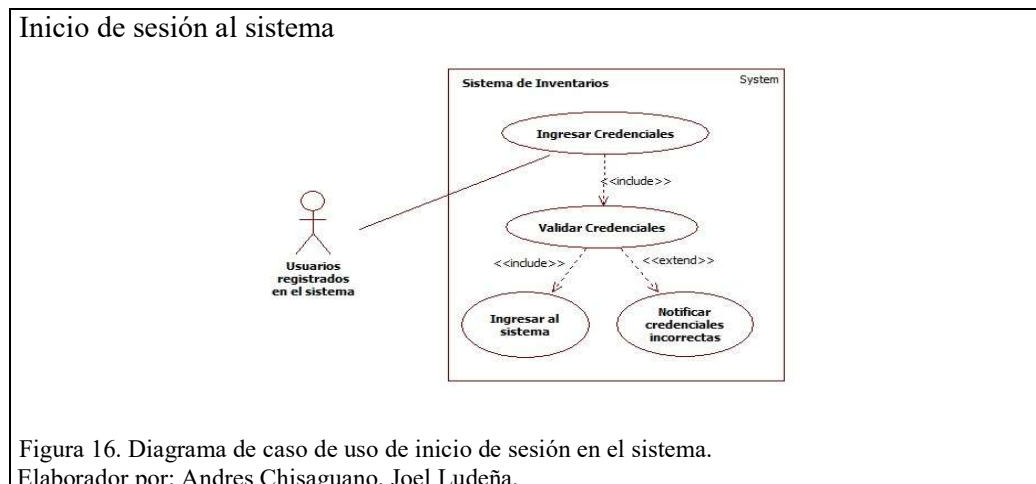 Inicio de sesión al sistema
Sistema de Inventarios
System
Ingresar Credenciales
<<include>>
Validar Credenciales
<<include>>
<<extend>>
Usuarios
registrados
en el sistema
Ingresar al
sistema
Notificar
credenciales
incorrectas
Figura 16. Diagrama de caso de uso de inicio de sesión en el sistema.
Elaborador por: Andres Chisaguano, Joel Ludeña.